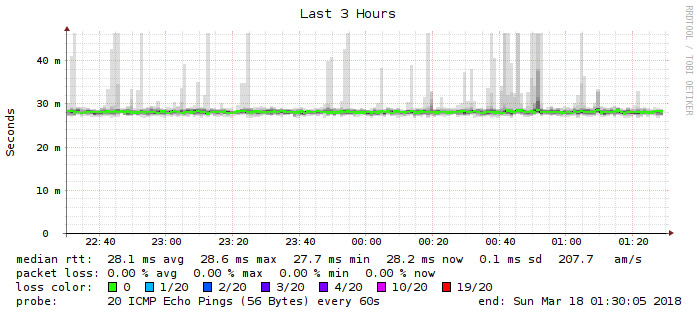 Last 3 Hours
RRDTOOL / TOBI OETIKER
Seconds
40 m
30 m
20 m
10 m
0
22:40 23:00 23:20 23:40 00:00 00:20 00:40 01:00 01:20
median rtt: 28.1 ms avg 28.6 ms max 27.7 ms min 28.2 ms now 0.1 ms sd 207.7 am/s
packet loss: 0.00 % avg 0.00 % max 0.00 % min 0.00 % now
loss color: 0 1/20 2/20 3/20 4/20 10/20 19/20
probe: 20 ICMP Echo Pings (56 Bytes) every 60s end: Sun Mar 18 01:30:05 2018